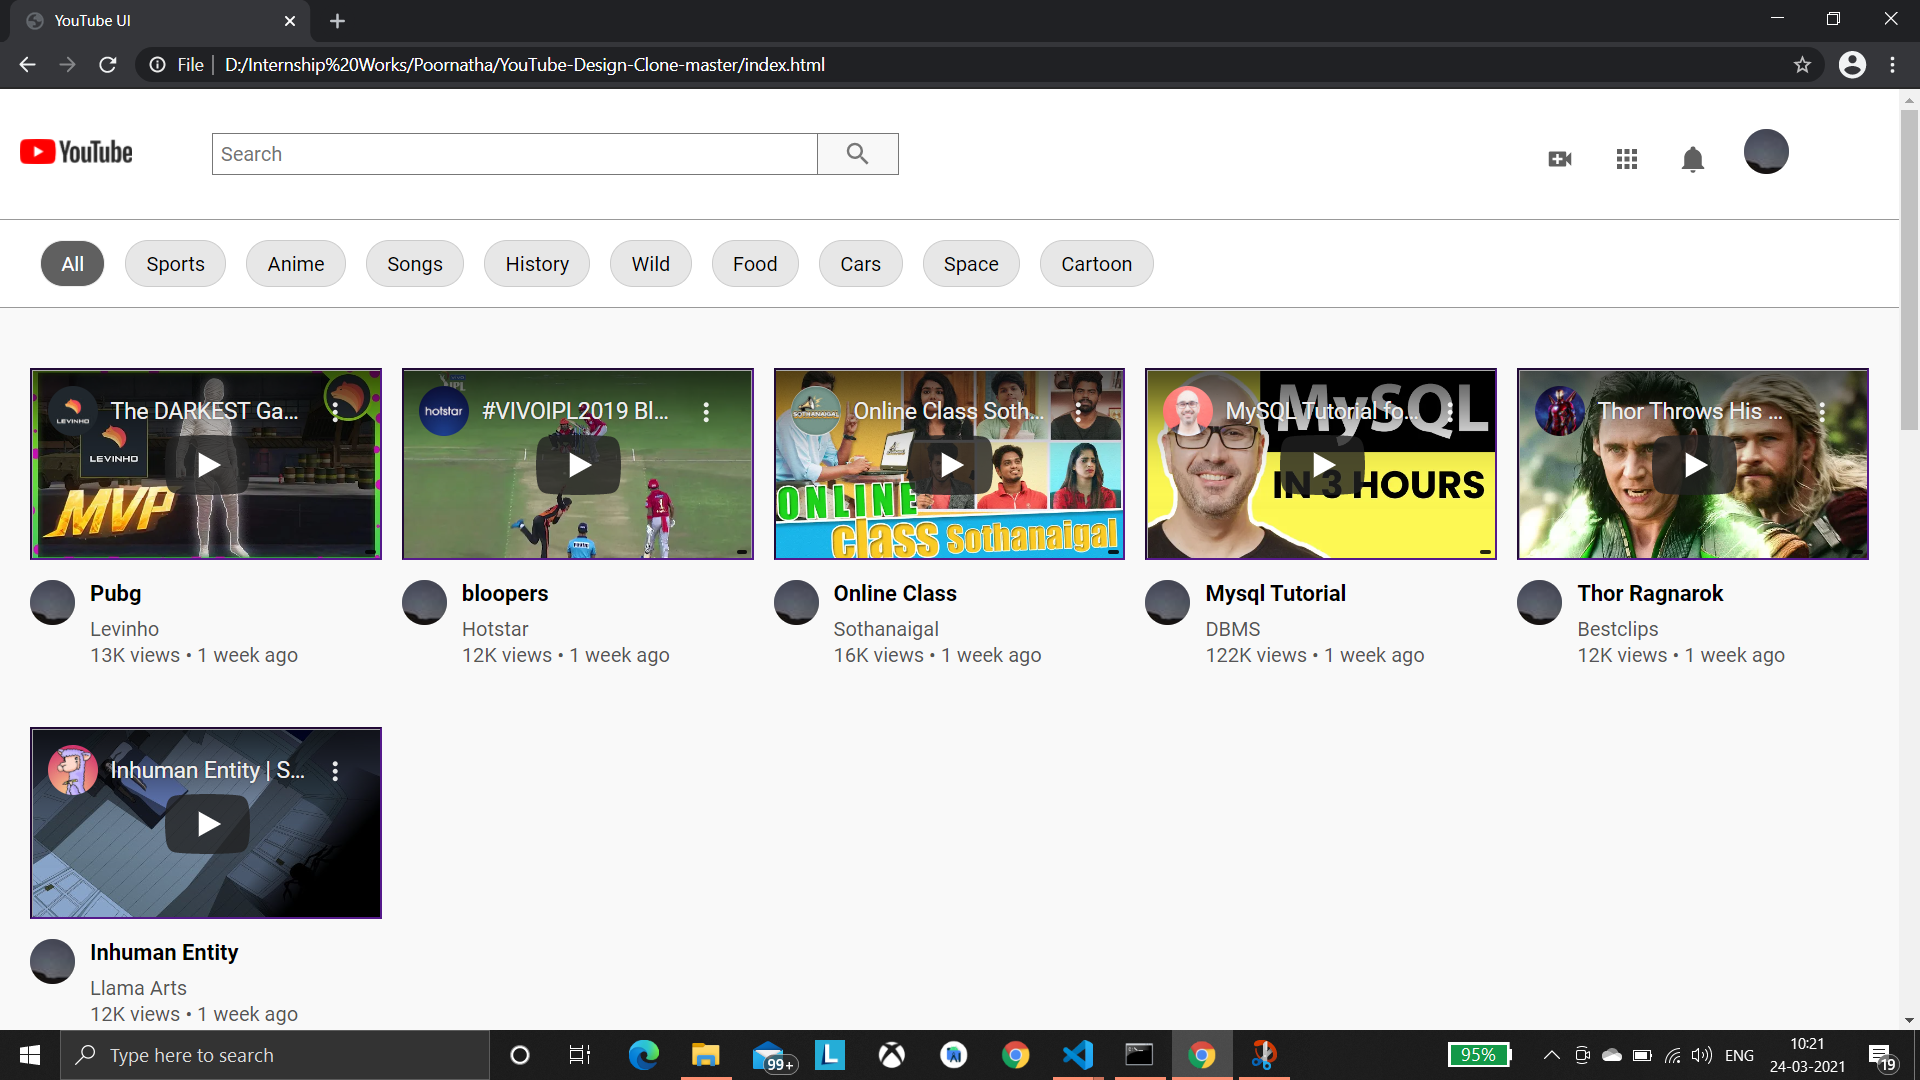 YouTube UI
File D:/Internship%20Works/Poornatha/YouTube-Design-Clone-master/index.html
YouTube
Search
All Sports Anime Songs History Wild Food Cars Space Cartoon
The DARKEST Ga...
LEVINHO
LEVINHO
MVP
hotstar #VIVOIPL2019 Bl...
IPL
SOTHANAIGAL Online Class Soth...
ONLINE
class Sothanaigal
MySQL Tutorial fo...
MySQL
IN 3 HOURS
Thor Throws His ...
Pubg
Levinho
13K views • 1 week ago
bloopers
Hotstar
12K views • 1 week ago
Online Class
Sothanaigal
16K views • 1 week ago
Mysql Tutorial
DBMS
122K views • 1 week ago
Thor Ragnarok
Bestclips
12K views • 1 week ago
Inhuman Entity | S...
Inhuman Entity
Llama Arts
12K views • 1 week ago
Type here to search
99+
L
95%
ENG
10:21
24-03-2021
19